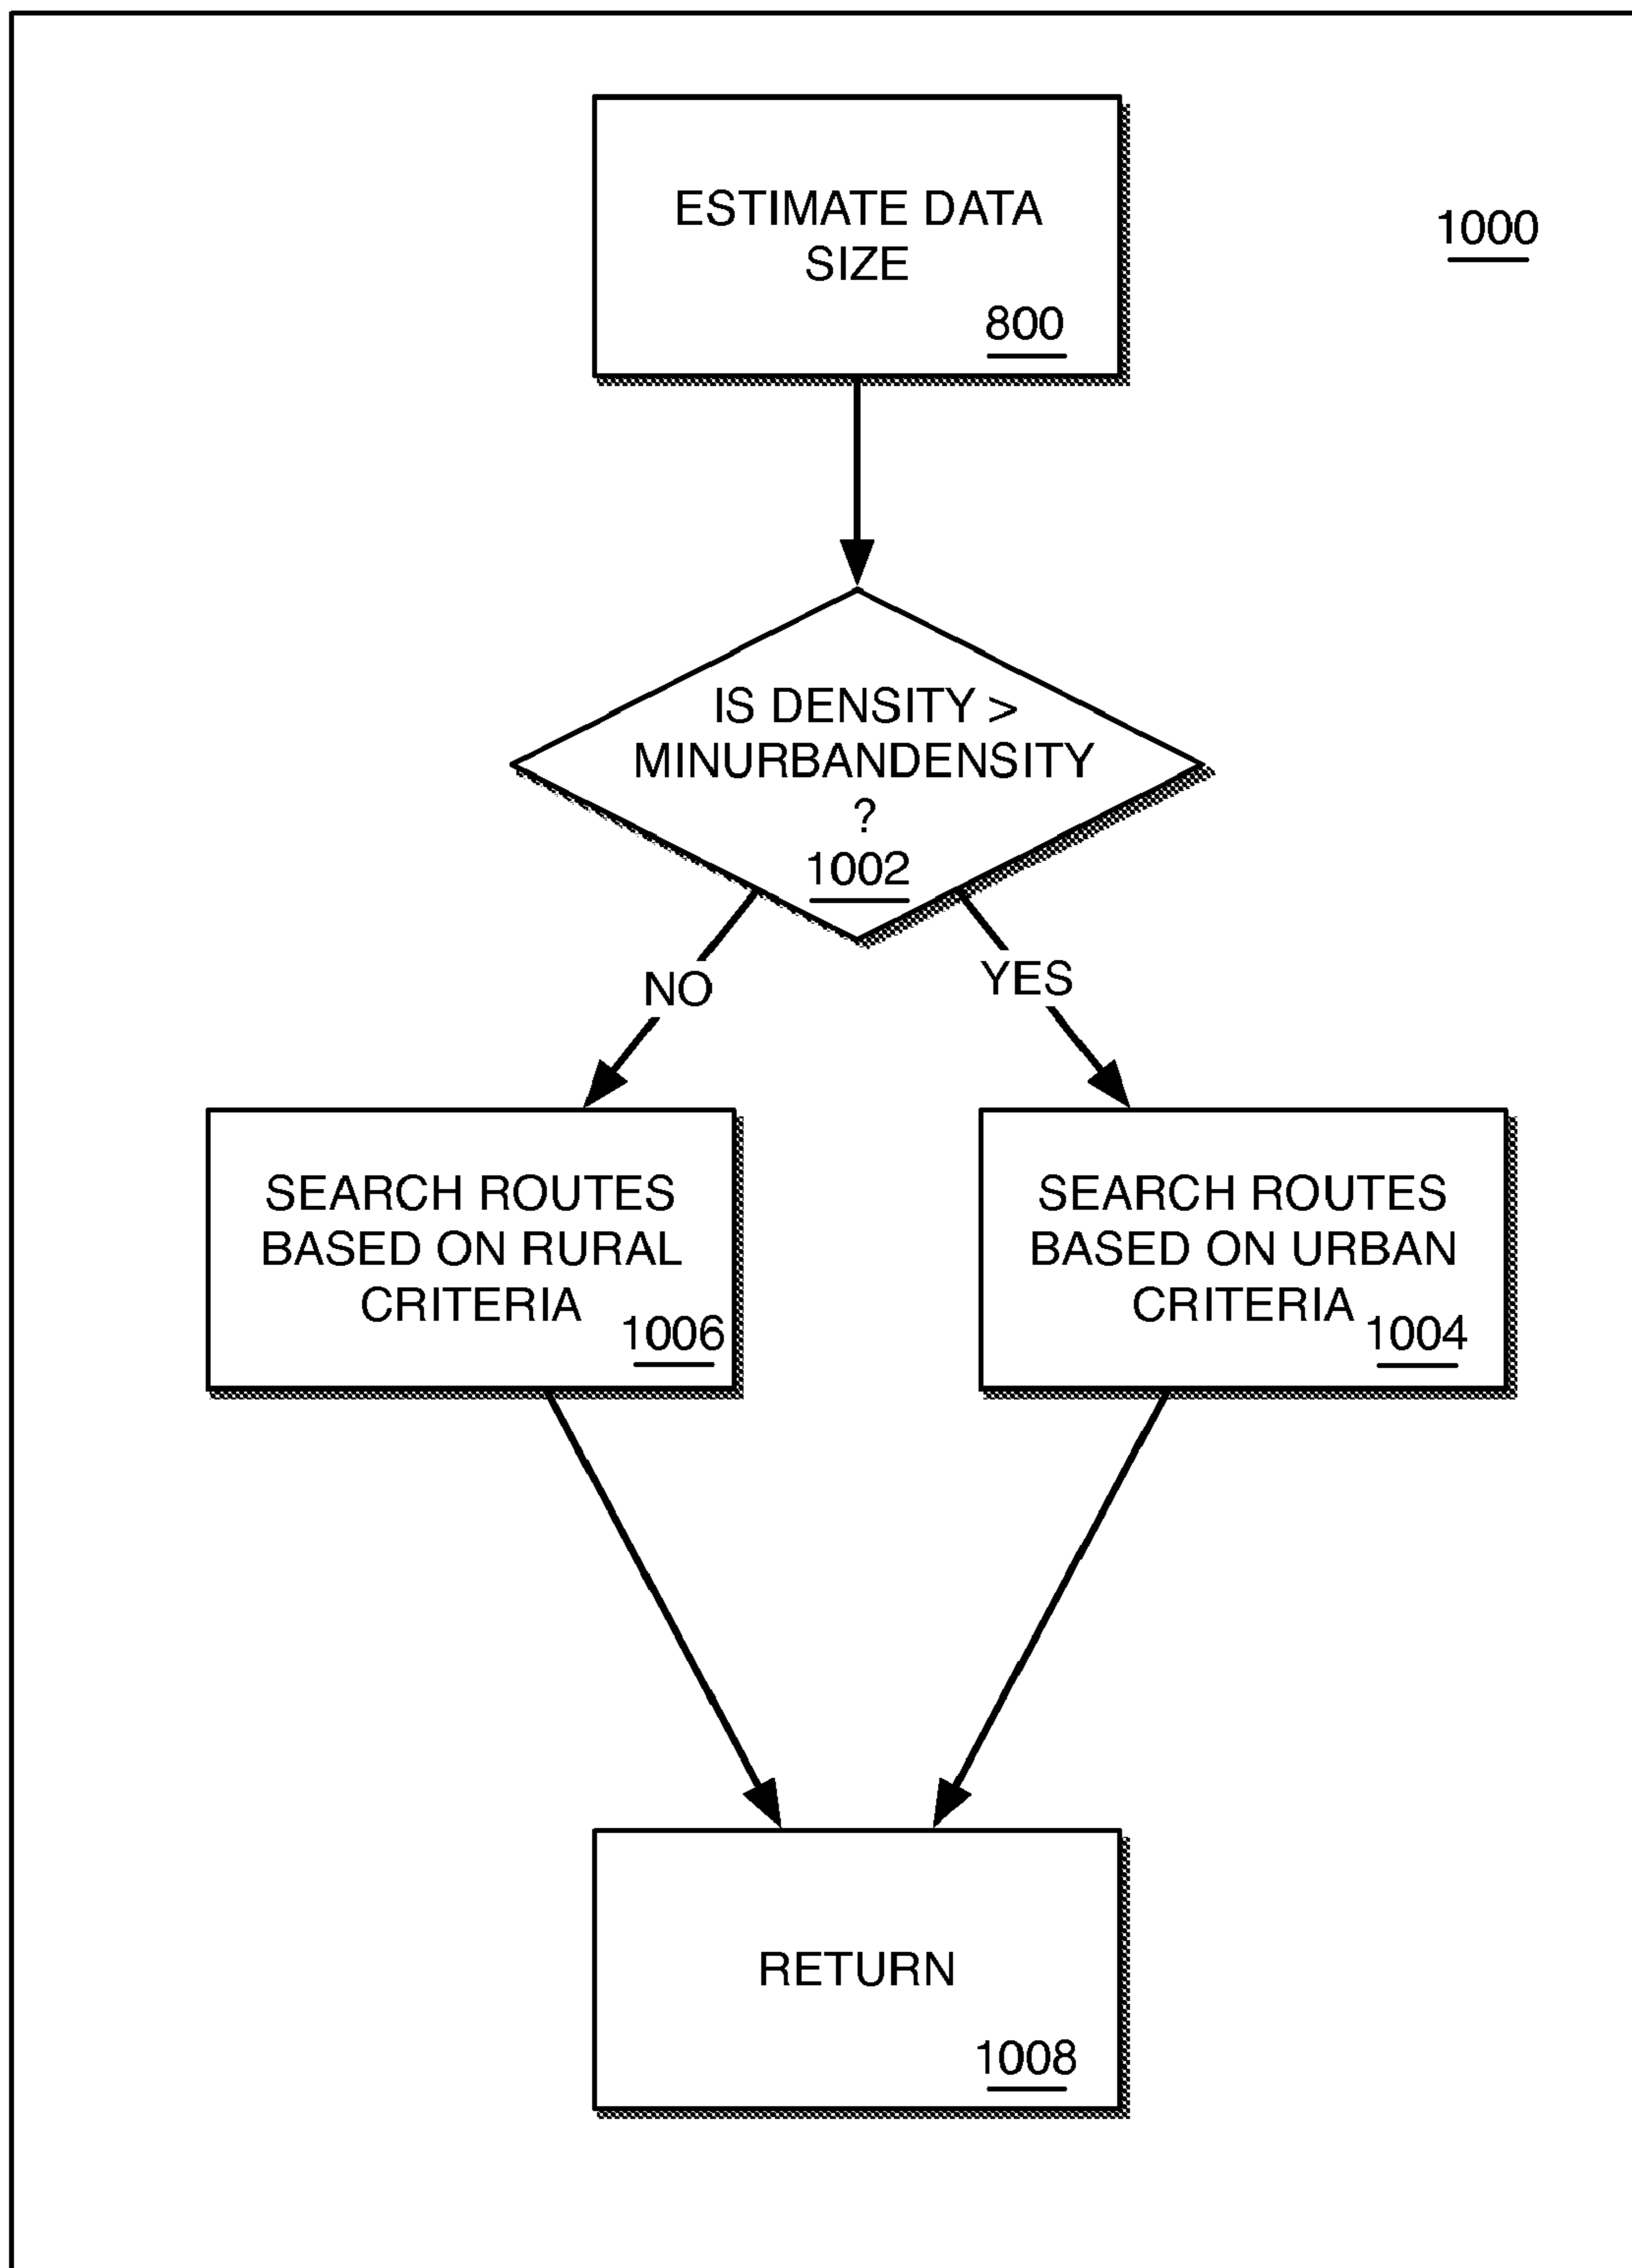 ESTIMATE DATA
SIZE
800
1000
IS DENSITY >
MINURBANDENSITY
?
1002
NO
YES
SEARCH ROUTES
BASED ON RURAL
CRITERIA
1006
SEARCH ROUTES
BASED ON URBAN
CRITERIA
1004
RETURN
1008